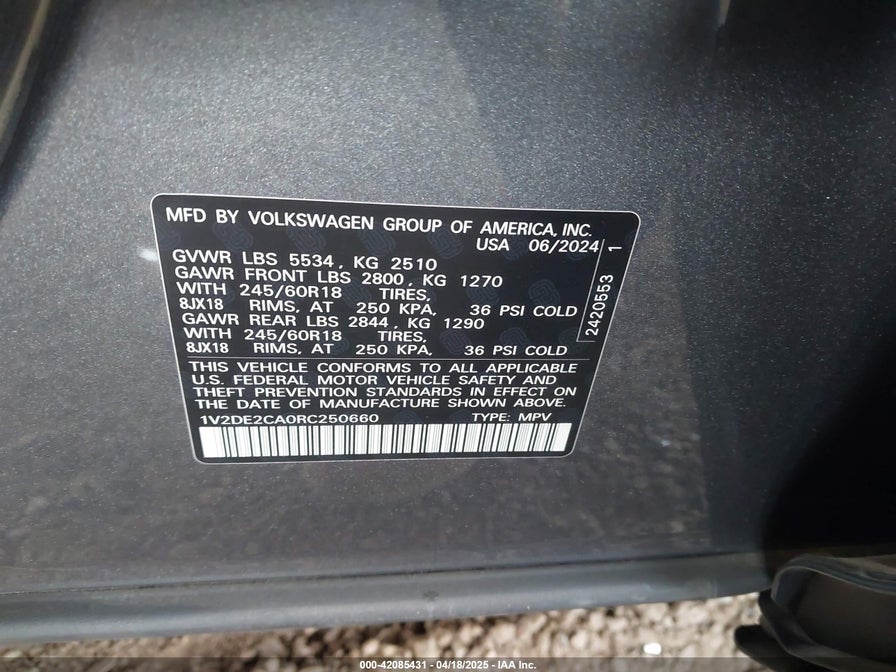 MFD BY VOLKSWAGEN GROUP OF AMERICA, INC.
USA 06/2024
GVWR LBS 5534, KG 2510
GAWR FRONT LBS 2800, KG 1270
WITH 245/60R18 TIRES,
8JX18 RIMS, AT 250 KPA, 36 PSI COLD
GAWR REAR LBS 2844, KG 1290
WITH 245/60R18 TIRES,
8JX18 RIMS, AT 250 KPA, 36 PSI COLD
2420553 1
THIS VEHICLE CONFORMS TO ALL APPLICABLE
U.S. FEDERAL MOTOR VEHICLE SAFETY AND
THEFT PREVENTION STANDARDS IN EFFECT ON
THE DATE OF MANUFACTURE SHOWN ABOVE.
1V2DE2CA0RC250660 TYPE: MPV
000-42085431 - 04/18/2025 - IAA Inc.